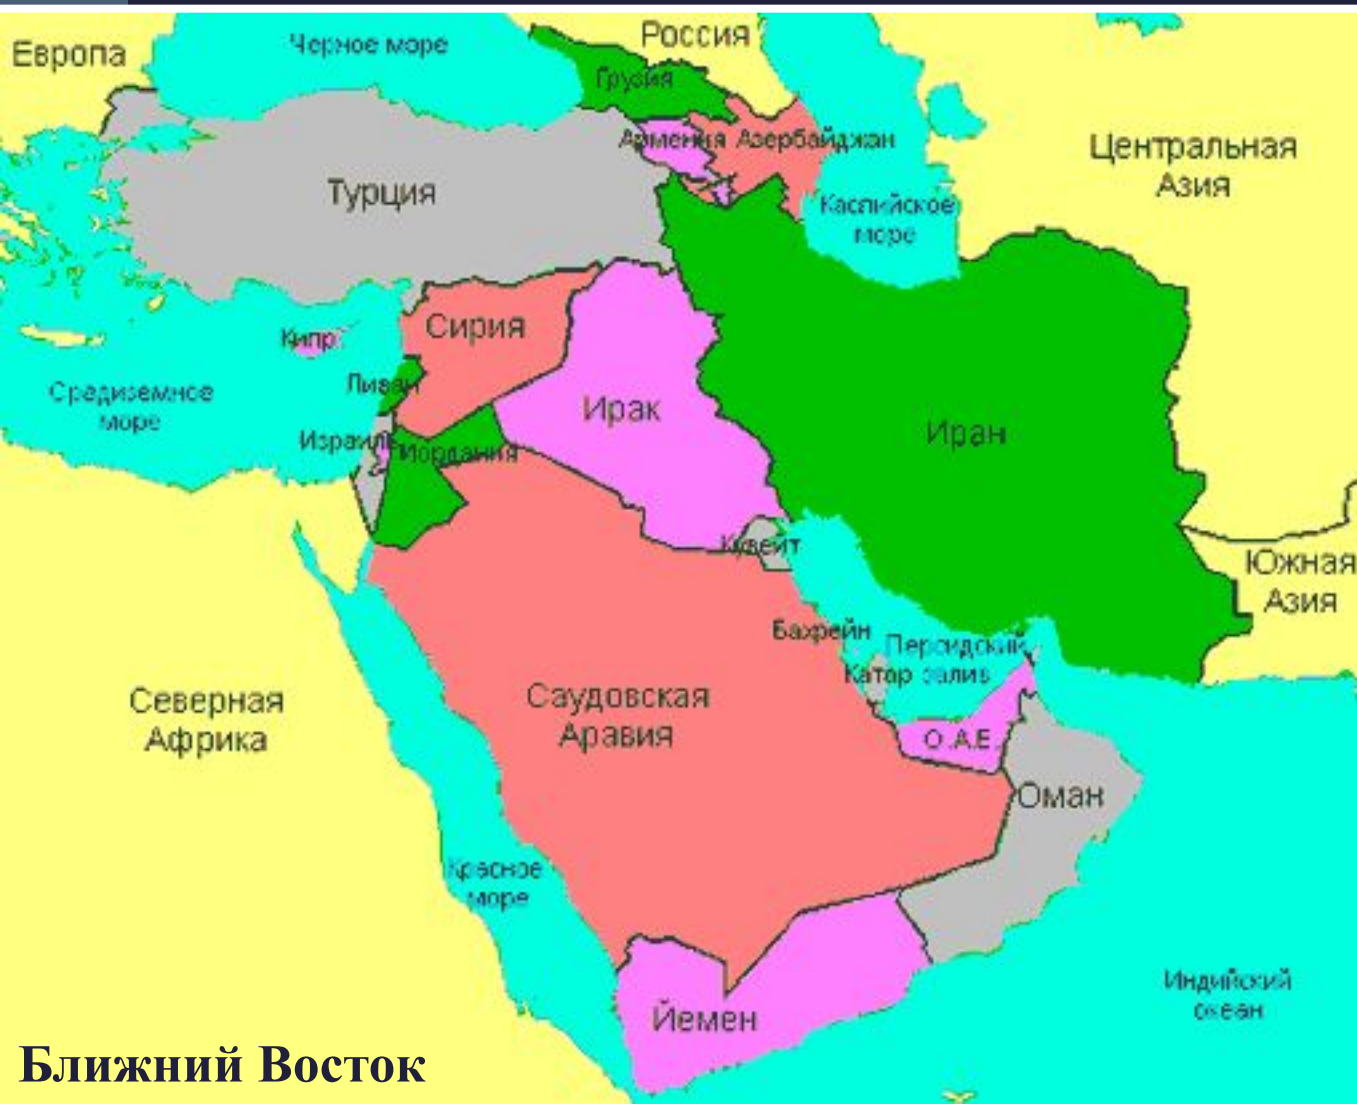 Европа
Черное море
Россия
Грузия
Армения
Азербайджан
Центральная
Азия
Турция
Каспийское
море
Кипр
Сирия
Средиземное
море
Ливан
Ирак
Иран
Израиль
Иордания
Кувейт
Южная
Азия
Бахрейн
Персидский
залив
Катар
Северная
Африка
Саудовская
Аравия
О.А.Е.
Оман
Красное
море
Индийский
океан
Йемен
Ближний Восток